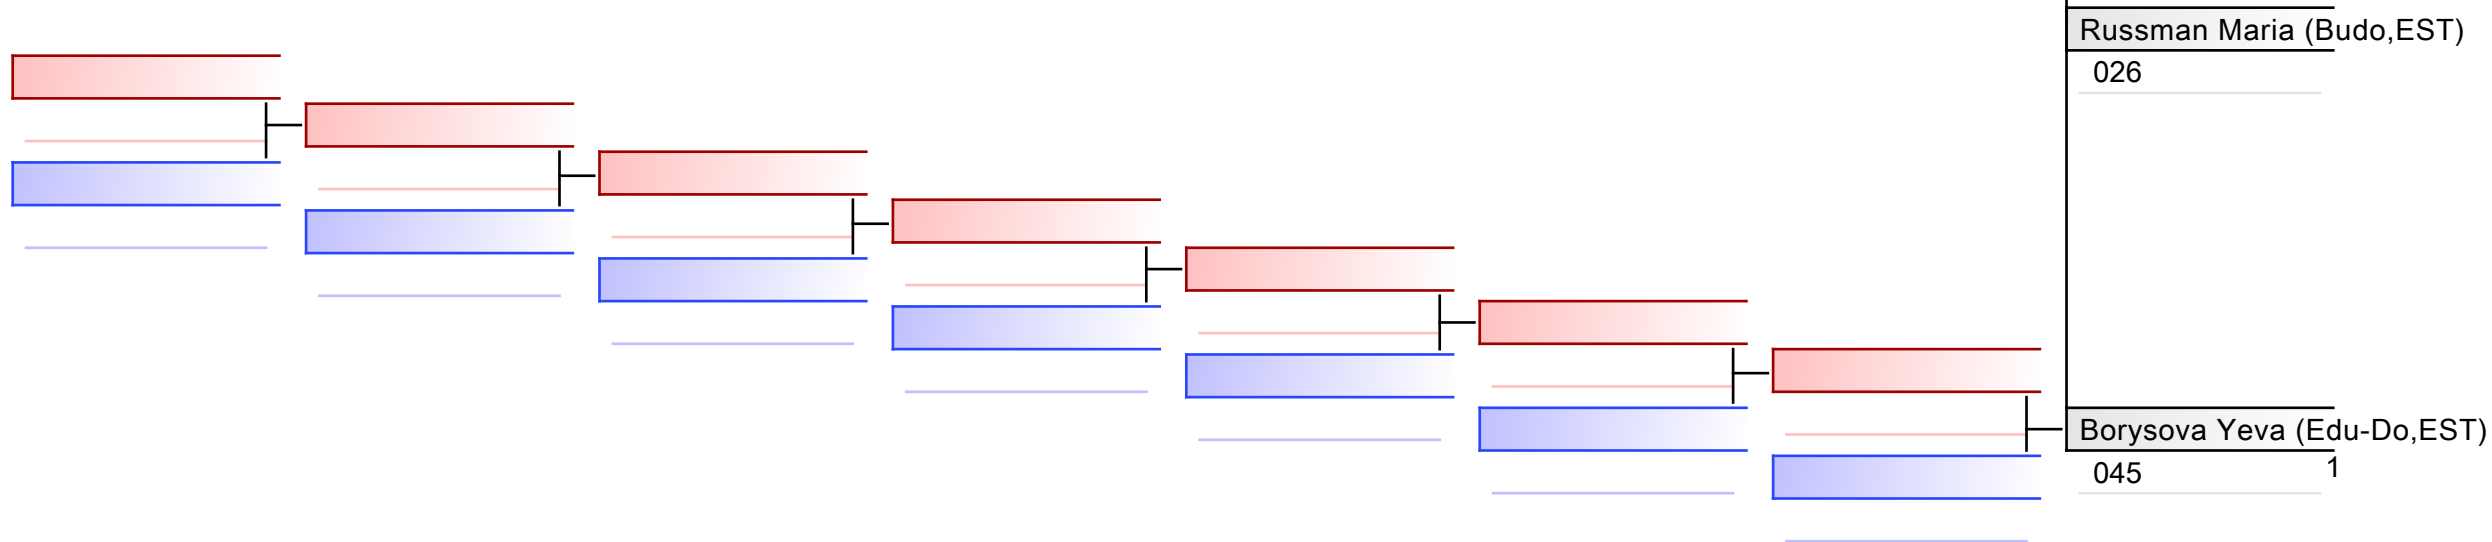 Russman Maria (Budo,EST)
026
Borysova Yeva (Edu-Do,EST)
045 1